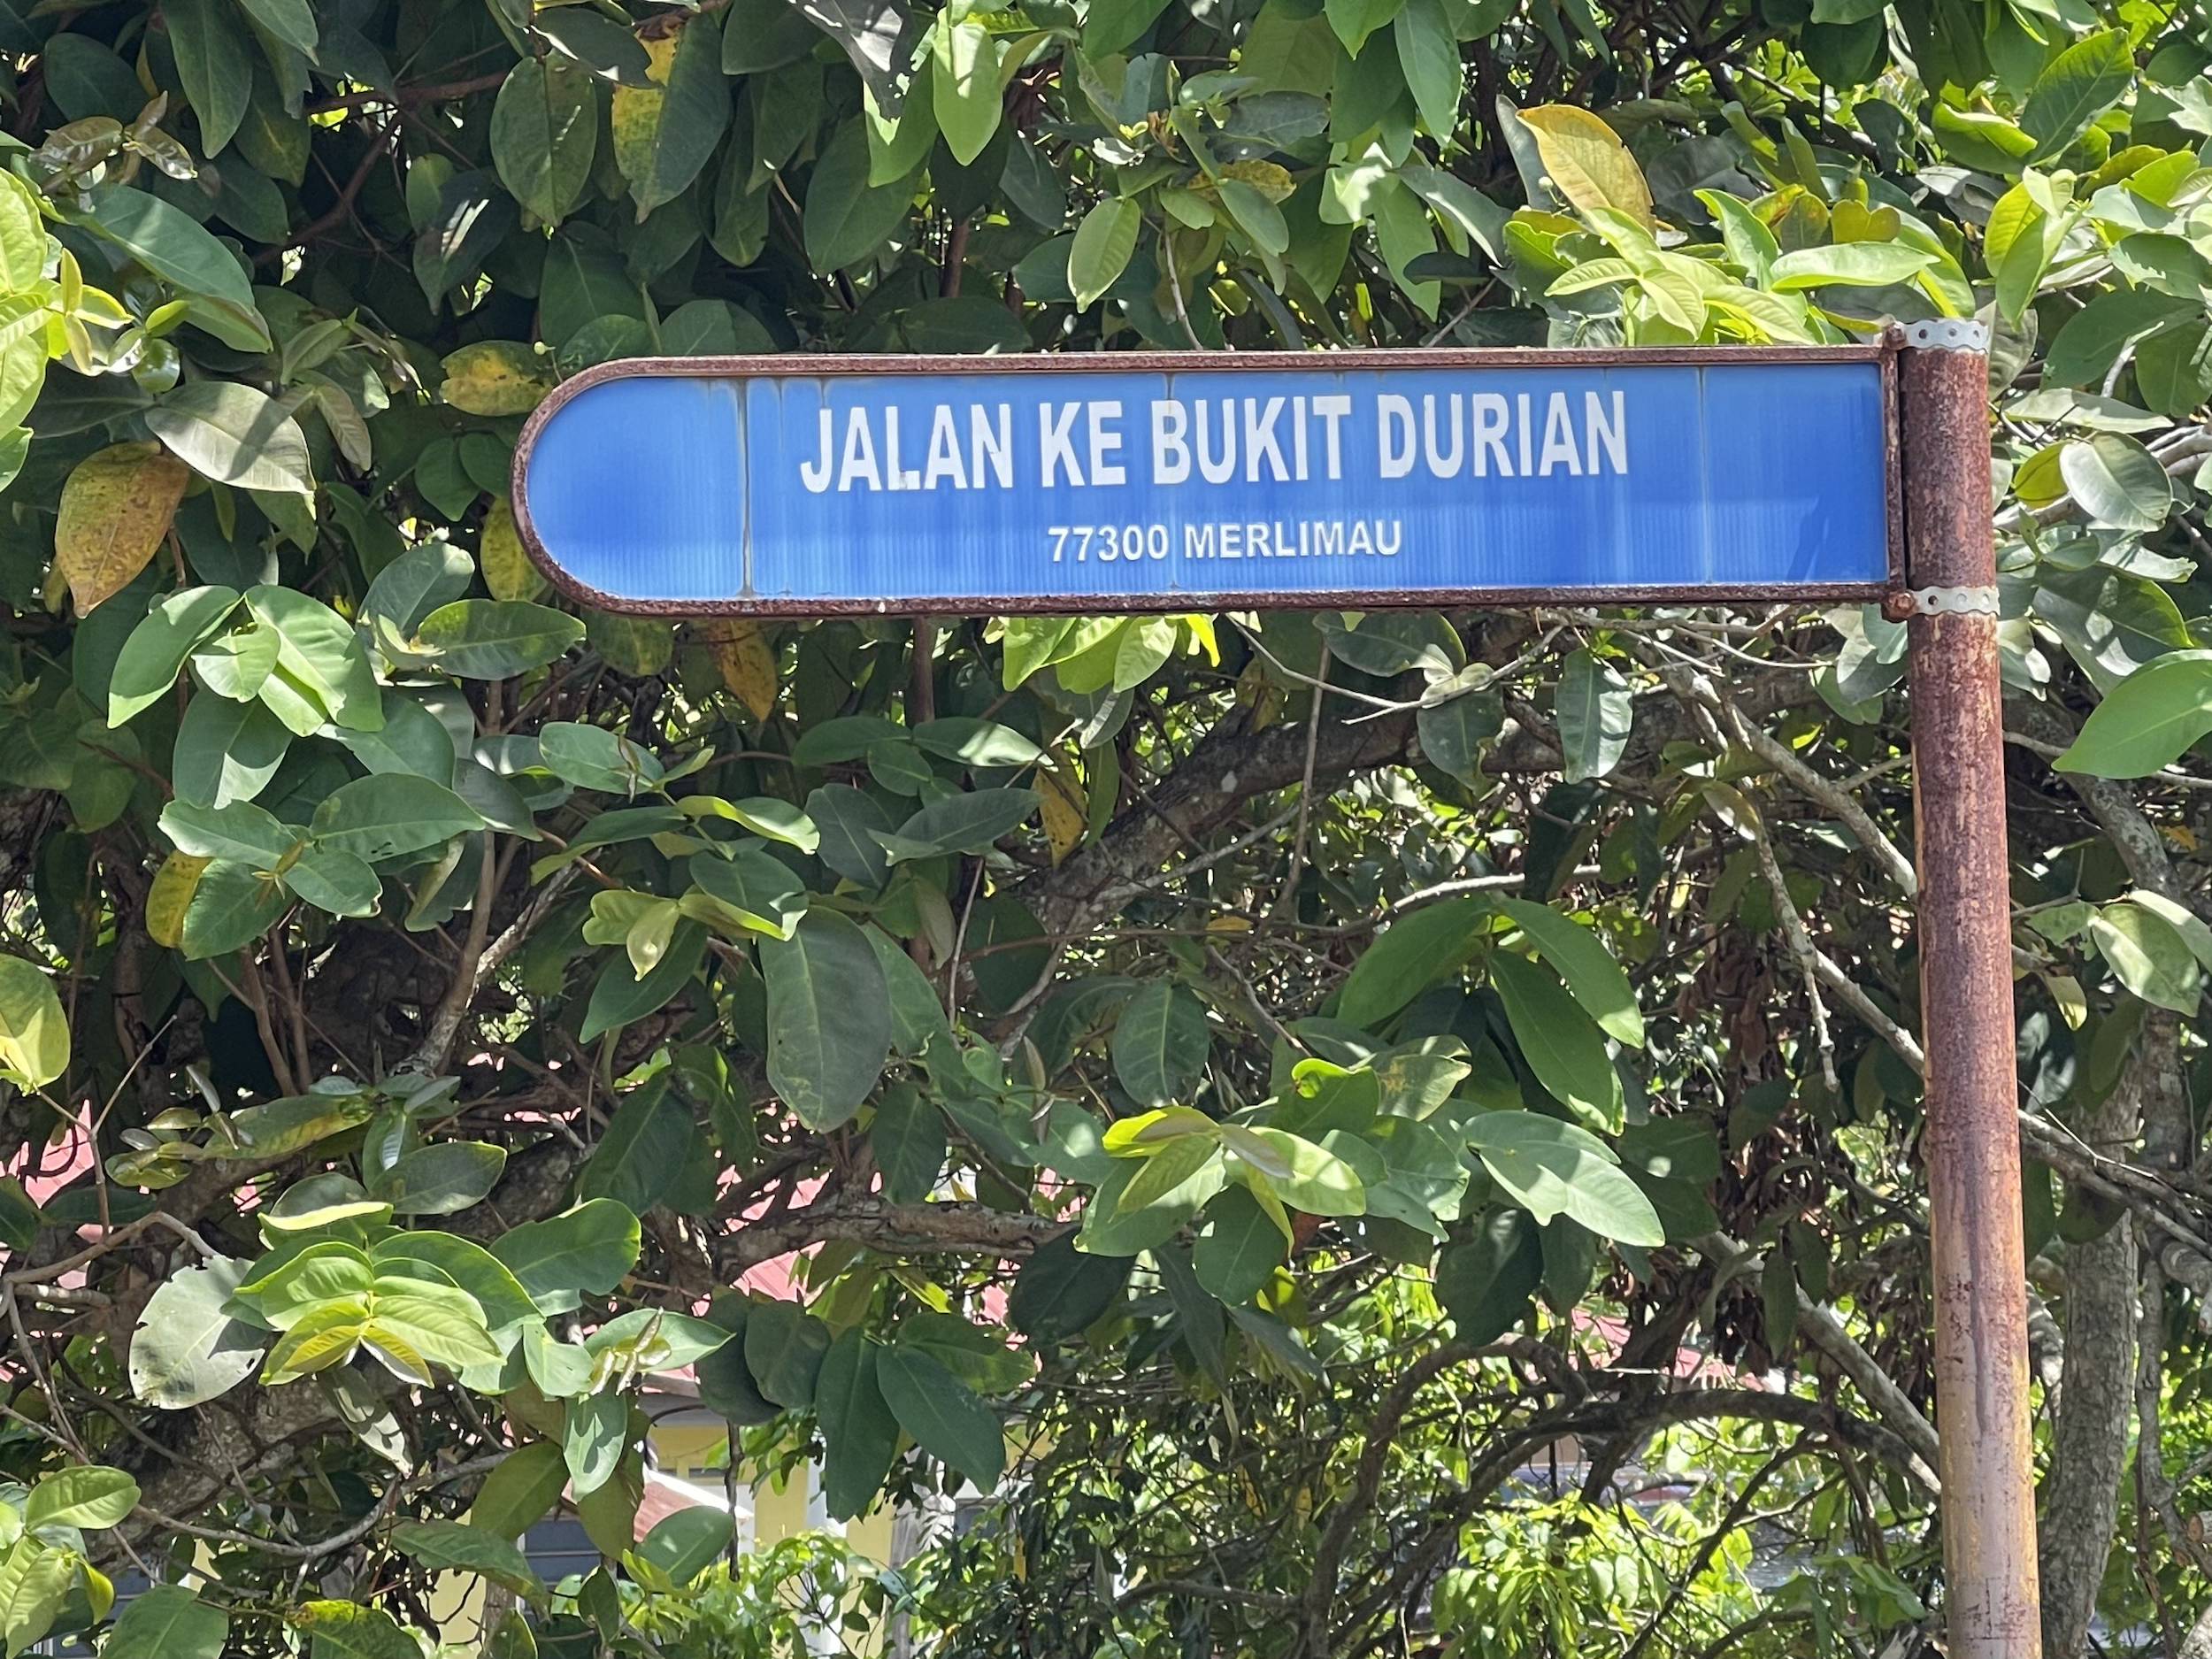 JALAN KE BUKIT DURIAN
77300 MERLIMAU